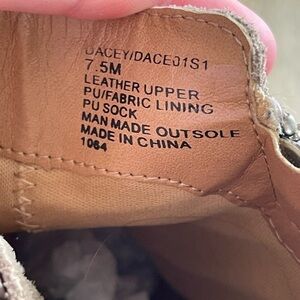 DACEY/DACE01S1
7.5M
LEATHER UPPER
PU/FABRIC LINING
PU SOCK
MAN MADE OUTSOLE
MADE IN CHINA
1064